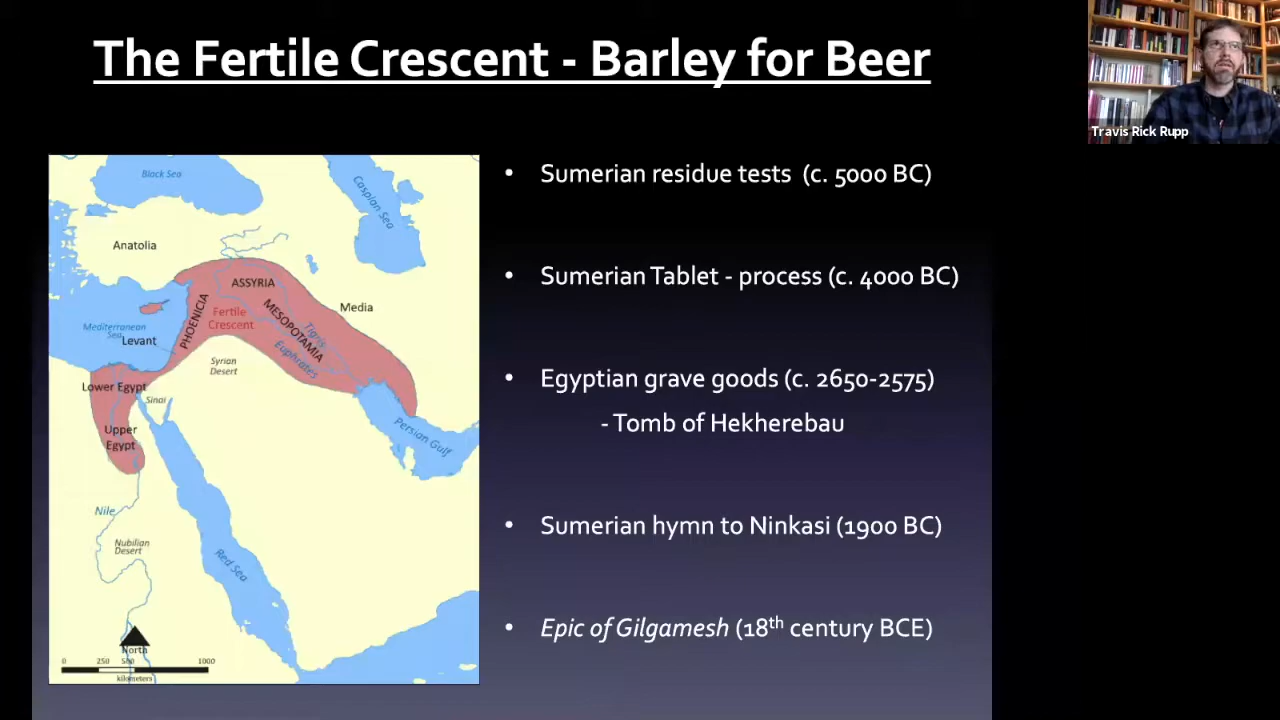 The Fertile Crescent - Barley for Beer
Travis Rick Rupp
Black Sea
Caspian Sea
Anatolia
ASSYRIA
PHOENICIA
Fertile
Crescent
MESOPOTAMIA
Tigris
Euphrates
Media
Mediterranean
Sea
Levant
Syrian
Desert
Lower Egypt
Sinai
Upper
Egypt
Persian Gulf
Nile
Nubilian
Desert
Red Sea
North
0 250 500 1000
kilometers
• Sumerian residue tests (c. 5000 BC)
• Sumerian Tablet - process (c. 4000 BC)
• Egyptian grave goods (c. 2650-2575)
- Tomb of Hekherebau
• Sumerian hymn to Ninkasi (1900 BC)
• Epic of Gilgamesh (18th century BCE)